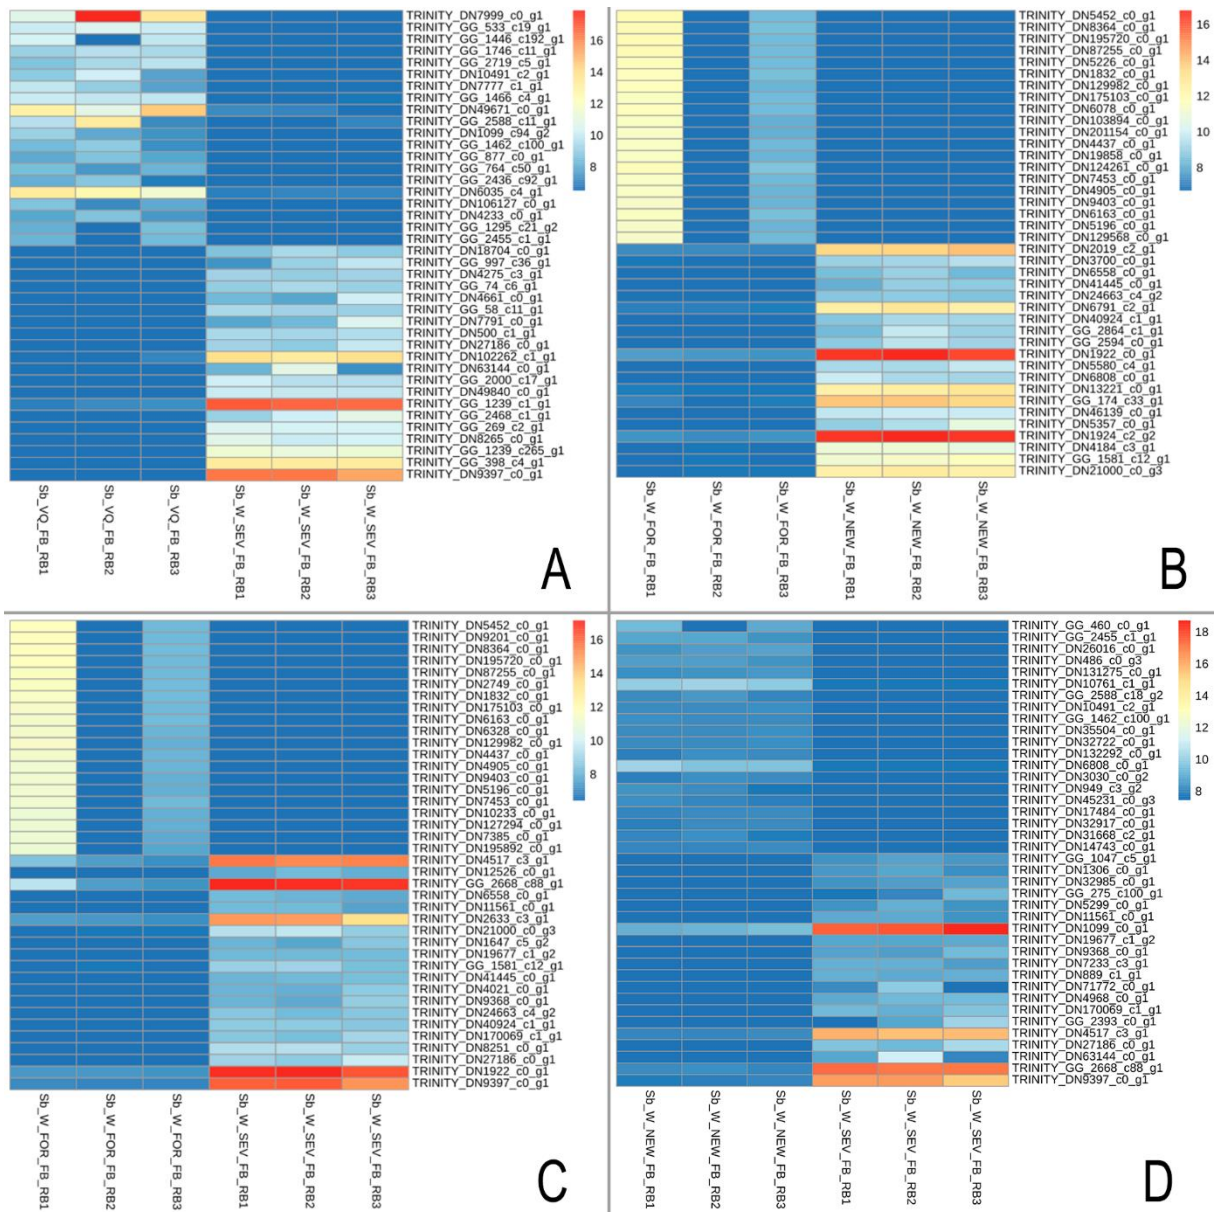 TRINITY_DN7999_c0_g1
TRINITY_GG_533_c19_g1
TRINITY_GG_1446_c192_g1
TRINITY_GG_1746_c11_g1
TRINITY_GG_2719_c5_g1
TRINITY_DN10491_c2_g1
TRINITY_DN7777_c1_g1
TRINITY_GG_1466_c4_g1
TRINITY_DN49671_c0_g1
TRINITY_GG_2588_c11_g1
TRINITY_DN1099_c94_g2
TRINITY_GG_1462_c100_g1
TRINITY_GG_877_c0_g1
TRINITY_GG_764_c50_g1
TRINITY_GG_2436_c92_g1
TRINITY_DN6035_c4_g1
TRINITY_DN106127_c0_g1
TRINITY_DN4233_c0_g1
TRINITY_GG_1295_c21_g2
TRINITY_GG_2455_c1_g1
TRINITY_DN18704_c0_g1
TRINITY_GG_997_c36_g1
TRINITY_DN4275_c3_g1
TRINITY_GG_74_c6_g1
TRINITY_DN4661_c0_g1
TRINITY_GG_58_c11_g1
TRINITY_DN7791_c0_g1
TRINITY_DN500_c1_g1
TRINITY_DN27186_c0_g1
TRINITY_DN102262_c1_g1
TRINITY_DN63144_c0_g1
TRINITY_GG_2000_c17_g1
TRINITY_DN49840_c0_g1
TRINITY_GG_1239_c1_g1
TRINITY_GG_2468_c1_g1
TRINITY_GG_269_c2_g1
TRINITY_DN8265_c0_g1
TRINITY_GG_1239_c265_g1
TRINITY_GG_398_c4_g1
TRINITY_DN9397_c0_g1
16
14
12
10
8
Sb_VQ_FB_RB1
Sb_VQ_FB_RB2
Sb_VQ_FB_RB3
Sb_W_SEV_FB_RB1
Sb_W_SEV_FB_RB2
Sb_W_SEV_FB_RB3
A
TRINITY_DN5452_c0_g1
TRINITY_DN8364_c0_g1
TRINITY_DN195720_c0_g1
TRINITY_DN87255_c0_g1
TRINITY_DN5226_c0_g1
TRINITY_DN1832_c0_g1
TRINITY_DN129982_c0_g1
TRINITY_DN175103_c0_g1
TRINITY_DN6078_c0_g1
TRINITY_DN103894_c0_g1
TRINITY_DN201154_c0_g1
TRINITY_DN4437_c0_g1
TRINITY_DN19858_c0_g1
TRINITY_DN124261_c0_g1
TRINITY_DN7453_c0_g1
TRINITY_DN4905_c0_g1
TRINITY_DN9403_c0_g1
TRINITY_DN6163_c0_g1
TRINITY_DN5196_c0_g1
TRINITY_DN129568_c0_g1
TRINITY_DN2019_c2_g1
TRINITY_DN3700_c0_g1
TRINITY_DN6558_c0_g1
TRINITY_DN41445_c0_g1
TRINITY_DN24663_c4_g2
TRINITY_DN6791_c2_g1
TRINITY_DN40924_c1_g1
TRINITY_GG_2864_c1_g1
TRINITY_GG_2594_c0_g1
TRINITY_DN1922_c0_g1
TRINITY_DN5580_c4_g1
TRINITY_DN6808_c0_g1
TRINITY_DN13221_c0_g1
TRINITY_GG_174_c33_g1
TRINITY_DN46139_c0_g1
TRINITY_DN5357_c0_g1
TRINITY_DN1924_c2_g2
TRINITY_DN4184_c3_g1
TRINITY_GG_1581_c12_g1
TRINITY_DN21000_c0_g3
16
14
12
10
8
Sb_W_FOR_FB_RB1
Sb_W_FOR_FB_RB2
Sb_W_FOR_FB_RB3
Sb_W_NEW_FB_RB1
Sb_W_NEW_FB_RB2
Sb_W_NEW_FB_RB3
B
TRINITY_DN5452_c0_g1
TRINITY_DN9201_c0_g1
TRINITY_DN8364_c0_g1
TRINITY_DN195720_c0_g1
TRINITY_DN87255_c0_g1
TRINITY_DN2749_c0_g1
TRINITY_DN1832_c0_g1
TRINITY_DN175103_c0_g1
TRINITY_DN6163_c0_g1
TRINITY_DN6328_c0_g1
TRINITY_DN129982_c0_g1
TRINITY_DN4437_c0_g1
TRINITY_DN4905_c0_g1
TRINITY_DN9403_c0_g1
TRINITY_DN5196_c0_g1
TRINITY_DN7453_c0_g1
TRINITY_DN10233_c0_g1
TRINITY_DN127294_c0_g1
TRINITY_DN7385_c0_g1
TRINITY_DN195892_c0_g1
TRINITY_DN4517_c3_g1
TRINITY_DN12526_c0_g1
TRINITY_GG_2668_c88_g1
TRINITY_DN6558_c0_g1
TRINITY_DN11561_c0_g1
TRINITY_DN2633_c3_g1
TRINITY_DN21000_c0_g3
TRINITY_DN1647_c5_g2
TRINITY_DN19677_c1_g2
TRINITY_GG_1581_c12_g1
TRINITY_DN41445_c0_g1
TRINITY_DN4021_c0_g1
TRINITY_DN9368_c0_g1
TRINITY_DN24663_c4_g2
TRINITY_DN40924_c1_g1
TRINITY_DN170069_c1_g1
TRINITY_DN8251_c0_g1
TRINITY_DN27186_c0_g1
TRINITY_DN1922_c0_g1
TRINITY_DN9397_c0_g1
16
14
12
10
8
Sb_W_FOR_FB_RB1
Sb_W_FOR_FB_RB2
Sb_W_FOR_FB_RB3
Sb_W_SEV_FB_RB1
Sb_W_SEV_FB_RB2
Sb_W_SEV_FB_RB3
C
TRINITY_GG_460_c0_g1
TRINITY_GG_2455_c1_g1
TRINITY_DN26016_c0_g1
TRINITY_DN486_c0_g3
TRINITY_DN131275_c0_g1
TRINITY_DN10761_c1_g1
TRINITY_GG_2588_c18_g2
TRINITY_DN10491_c2_g1
TRINITY_GG_1462_c100_g1
TRINITY_DN35504_c0_g1
TRINITY_DN32722_c0_g1
TRINITY_DN132292_c0_g1
TRINITY_DN6808_c0_g1
TRINITY_DN3030_c0_g2
TRINITY_DN949_c3_g2
TRINITY_DN45231_c0_g3
TRINITY_DN17484_c0_g1
TRINITY_DN32917_c0_g1
TRINITY_DN31668_c2_g1
TRINITY_DN14743_c0_g1
TRINITY_GG_1047_c5_g1
TRINITY_DN1306_c0_g1
TRINITY_DN32985_c0_g1
TRINITY_GG_275_c100_g1
TRINITY_DN5299_c0_g1
TRINITY_DN11561_c0_g1
TRINITY_DN1099_c0_g1
TRINITY_DN19677_c1_g2
TRINITY_DN9368_c0_g1
TRINITY_DN7233_c3_g1
TRINITY_DN889_c1_g1
TRINITY_DN71772_c0_g1
TRINITY_DN4968_c0_g1
TRINITY_DN170069_c1_g1
TRINITY_GG_2393_c0_g1
TRINITY_DN4517_c3_g1
TRINITY_DN27186_c0_g1
TRINITY_DN63144_c0_g1
TRINITY_GG_2668_c88_g1
TRINITY_DN9397_c0_g1
18
16
14
12
10
8
Sb_W_NEW_FB_RB1
Sb_W_NEW_FB_RB2
Sb_W_NEW_FB_RB3
Sb_W_SEV_FB_RB1
Sb_W_SEV_FB_RB2
Sb_W_SEV_FB_RB3
D